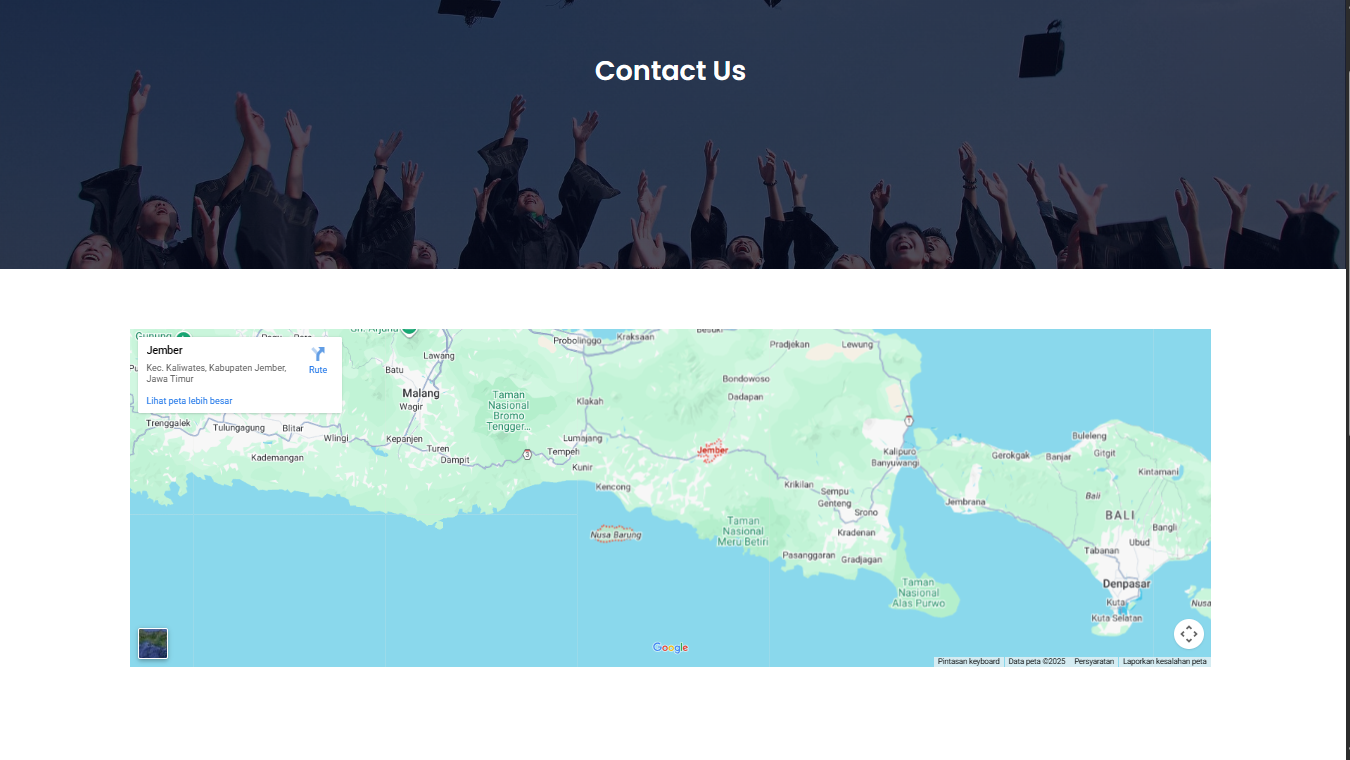 Contact Us
Jember
Kec. Kaliwates, Kabupaten Jember,
Jawa Timur
Rute
Lihat peta lebih besar
Probolinggo
Kraksaan
Pradjekan
Lewung
Lawang
Batu
Malang
Wagir
Bondowoso
Dadapan
Taman
Nasional
Bromo
Tengger...
Klakah
Trenggalek
Tulungagung
Blitar
Wlingi
Kepanjen
Turen
Dampit
Kademangan
3
Lumajang
Tempeh
Kunir
Kencong
Jember
1
Kalipuro
Banyuwangi
Buleleng
Gerokgak
Banjar
Gitgit
Kintamani
Krikilan
Sempu
Genteng
Srono
Kradenan
Jembrana
Bali
BALI
Bangli
Ubud
Tabanan
Nusa Barung
Taman
Nasional
Meru Betiri
Pasanggaran
Gradjagan
Taman
Nasional
Alas Purwo
Denpasar
Kuta
Kuta Selatan
Nusa
Google
Pintasan keyboard
Data peta ©2025
Persyaratan
Laporkan kesalahan peta